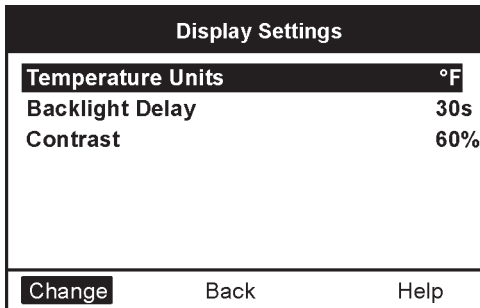 Display Settings
Temperature Units °F
Backlight Delay 30s
Contrast 60%
Change Back Help